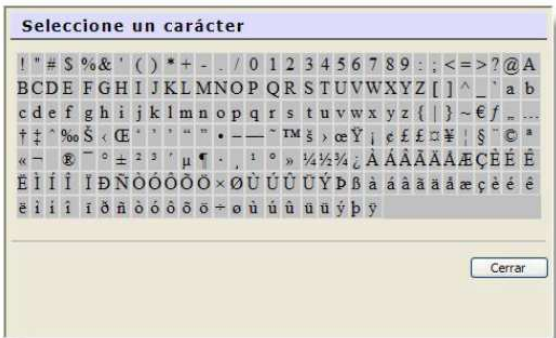 Seleccione un carácter
! " # $ % & ' ( ) * + - . / 0 1 2 3 4 5 6 7 8 9 : ; < = > ? @ A
B C D E F G H I J K L M N O P Q R S T U V W X Y Z [ ] ^ _ ` a b
c d e f g h i j k l m n o p q r s t u v w x y z { | } ~ € ƒ „ …
† ‡ ˆ ‰ Š ‹ Œ ‘ ’ ’ “ ” • – — ˜ ™ š › œ Ÿ ¡ ¢ £ £ ¤ ¥ ¦ § ¨ © ª
« ¬ ® ¯ ° ± ² ³ ´ µ ¶ · ¸ ¹ º » ¼ ½ ¾ ¿ À Á Â Ã Ä Å Æ Ç È É Ê
Ë Ì Í Î Ï Ð Ñ Ò Ó Ô Õ Ö × Ø Ù Ú Û Ü Ý Þ ß à á â ã ä å æ ç è é ê
ë ì í î ï ð ñ ò ó ô õ ö ÷ ø ù ú û ü ü ý þ ÿ
Cerrar